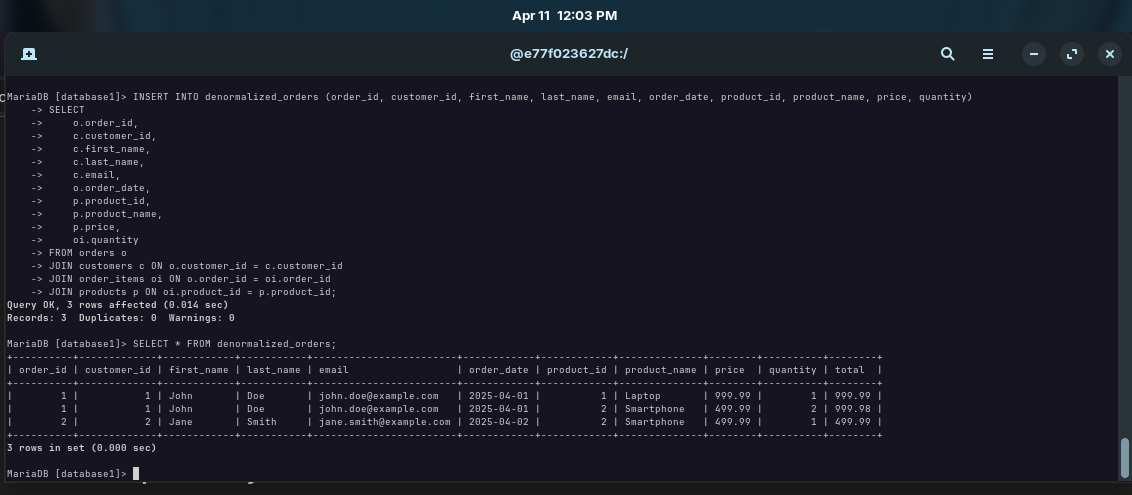 Apr 11 12:03 PM
@e77f023627dc:/
MariaDB [database1]> INSERT INTO denormalized_orders (order_id, customer_id, first_name, last_name, email, order_date, product_id, product_name, price, quantity)
    -> SELECT
    ->     o.order_id,
    ->     c.customer_id,
    ->     c.first_name,
    ->     c.last_name,
    ->     c.email,
    ->     o.order_date,
    ->     p.product_id,
    ->     p.product_name,
    ->     p.price,
    ->     oi.quantity
    -> FROM orders o
    -> JOIN customers c ON o.customer_id = c.customer_id
    -> JOIN order_items oi ON o.order_id = oi.order_id
    -> JOIN products p ON oi.product_id = p.product_id;
Query OK, 3 rows affected (0.014 sec)
Records: 3  Duplicates: 0  Warnings: 0
MariaDB [database1]> SELECT * FROM denormalized_orders;
+----------+-------------+------------+-----------+------------------------+------------+------------+--------------+--------+----------+--------+
| order_id | customer_id | first_name | last_name | email                  | order_date | product_id | product_name | price  | quantity | total  |
+----------+-------------+------------+-----------+------------------------+------------+------------+--------------+--------+----------+--------+
|        1 |           1 | John       | Doe       | john.doe@example.com   | 2025-04-01 |          1 | Laptop       | 999.99 |        1 | 999.99 |
|        1 |           1 | John       | Doe       | john.doe@example.com   | 2025-04-01 |          2 | Smartphone   | 499.99 |        2 | 999.98 |
|        2 |           2 | Jane       | Smith     | jane.smith@example.com | 2025-04-02 |          2 | Smartphone   | 499.99 |        1 | 499.99 |
+----------+-------------+------------+-----------+------------------------+------------+------------+--------------+--------+----------+--------+
3 rows in set (0.000 sec)
MariaDB [database1]>